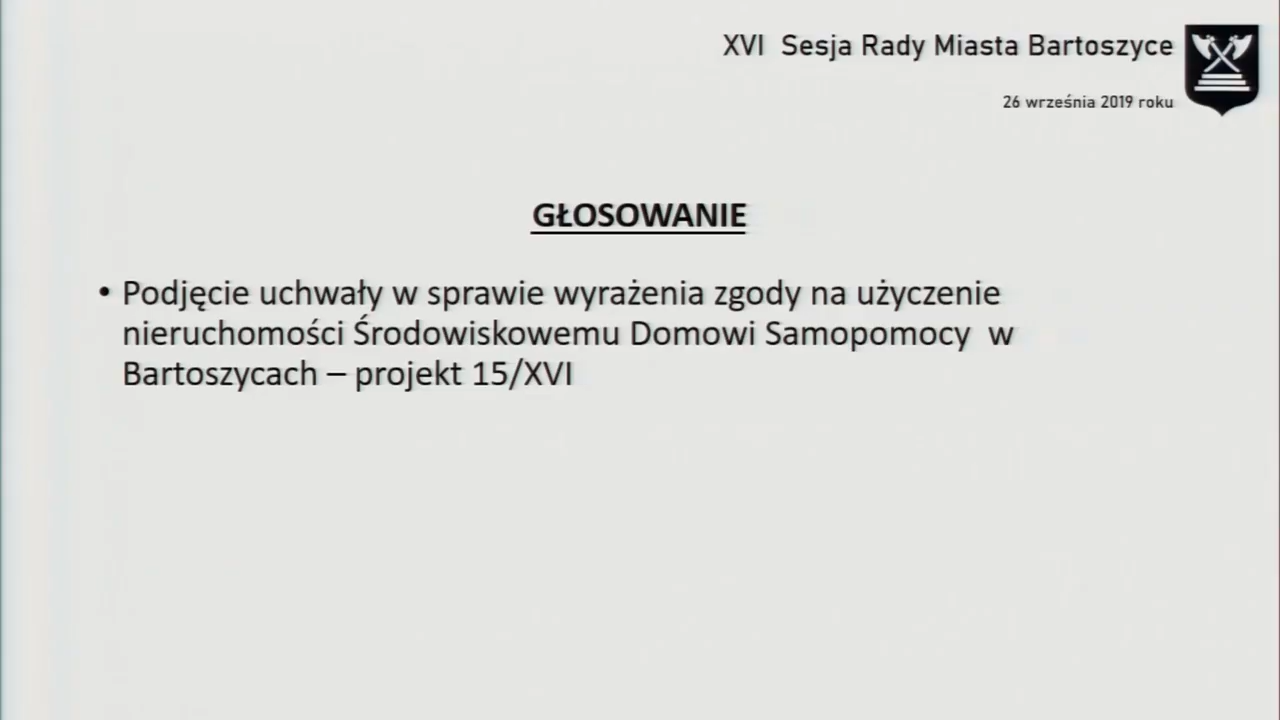 XVI Sesja Rady Miasta Bartoszyce
26 września 2019 roku
GŁOSOWANIE
• Podjęcie uchwały w sprawie wyrażenia zgody na użyczenie
nieruchomości Środowiskowemu Domowi Samopomocy w
Bartoszycach – projekt 15/XVI